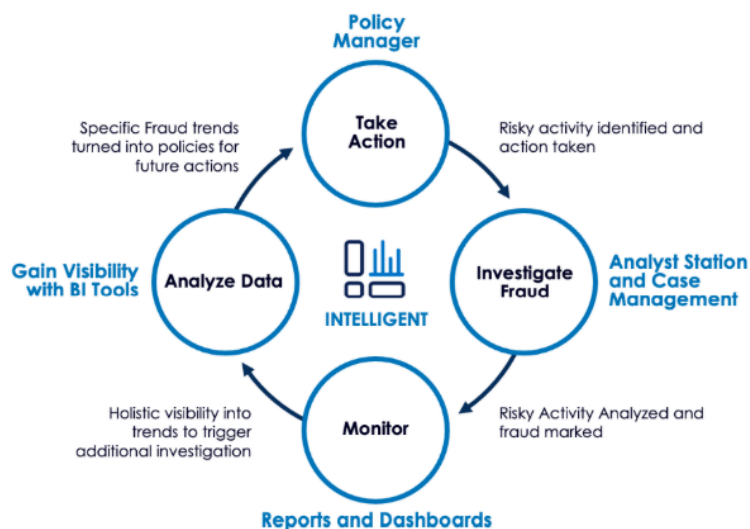 Policy
Manager
Take
Action
Specific Fraud trends
turned into policies for
future actions
Risky activity identified and
action taken
Gain Visibility
with BI Tools
Analyze Data
INTELLIGENT
Investigate
Fraud
Analyst Station
and Case
Management
Holistic visibility into
trends to trigger
additional investigation
Monitor
Risky Activity Analyzed and
fraud marked
Reports and Dashboards